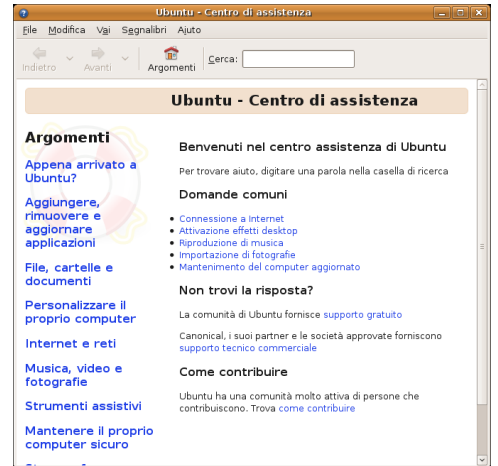 Ubuntu - Centro di assistenza
File Modifica Vai Segnalibri Aiuto
Indietro Avanti Argomenti Cerca:
Ubuntu - Centro di assistenza
Argomenti
Appena arrivato a
Ubuntu?
Aggiungere,
rimuovere e
aggiornare
applicazioni
File, cartelle e
documenti
Personalizzare il
proprio computer
Internet e reti
Musica, video e
fotografie
Strumenti assistivi
Mantenere il proprio
computer sicuro
Benvenuti nel centro assistenza di Ubuntu
Per trovare aiuto, digitare una parola nella casella di ricerca
Domande comuni
Connessione a Internet
Attivazione effetti desktop
Riproduzione di musica
Importazione di fotografie
Mantenimento del computer aggiornato
Non trovi la risposta?
La comunità di Ubuntu fornisce supporto gratuito
Canonical, i suoi partner e le società approvate forniscono
supporto tecnico commerciale
Come contribuire
Ubuntu ha una comunità molto attiva di persone che
contribuiscono. Trova come contribuire